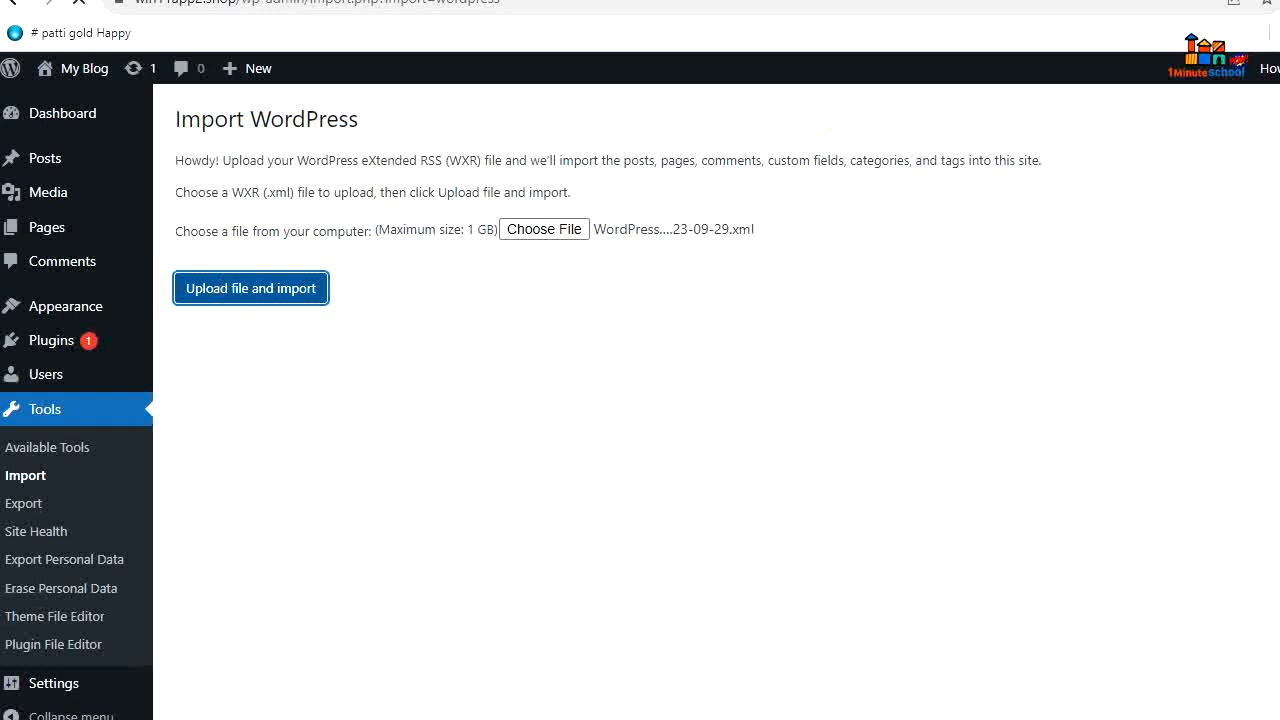 # patti gold Happy
1MinuteSchool
My Blog 1 0 New
Dashboard
Posts
Media
Pages
Comments
Appearance
Plugins 1
Users
Tools
Available Tools
Import
Export
Site Health
Export Personal Data
Erase Personal Data
Theme File Editor
Plugin File Editor
Settings
Collapse menu
Import WordPress
Howdy! Upload your WordPress eXtended RSS (WXR) file and we'll import the posts, pages, comments, custom fields, categories, and tags into this site.
Choose a WXR (.xml) file to upload, then click Upload file and import.
Choose a file from your computer: (Maximum size: 1 GB) Choose File WordPress....23-09-29.xml
Upload file and import